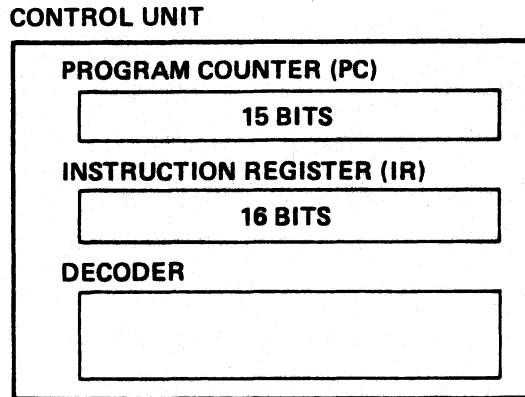 CONTROL UNIT
PROGRAM COUNTER (PC)
15 BITS
INSTRUCTION REGISTER (IR)
16 BITS
DECODER